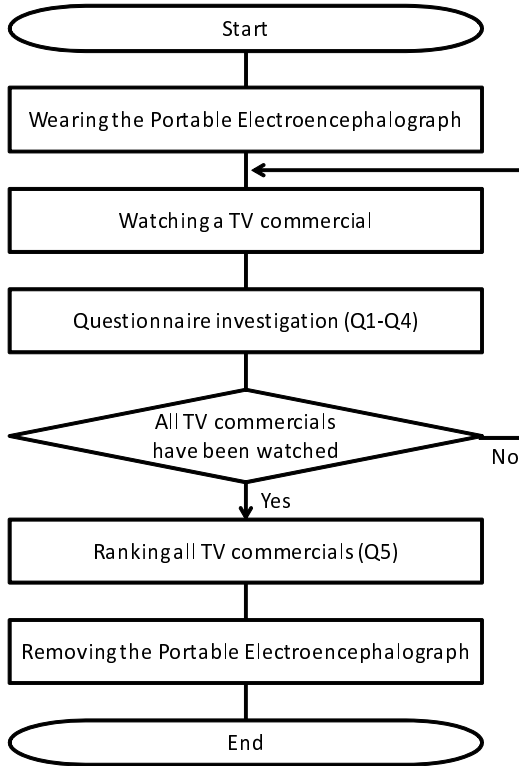 Start
Wearing the Portable Electroencephalograph
Watching a TV commercial
Questionnaire investigation (Q1-Q4)
All TV commercials
have been watched
No
Yes
Ranking all TV commercials (Q5)
Removing the Portable Electroencephalograph
End